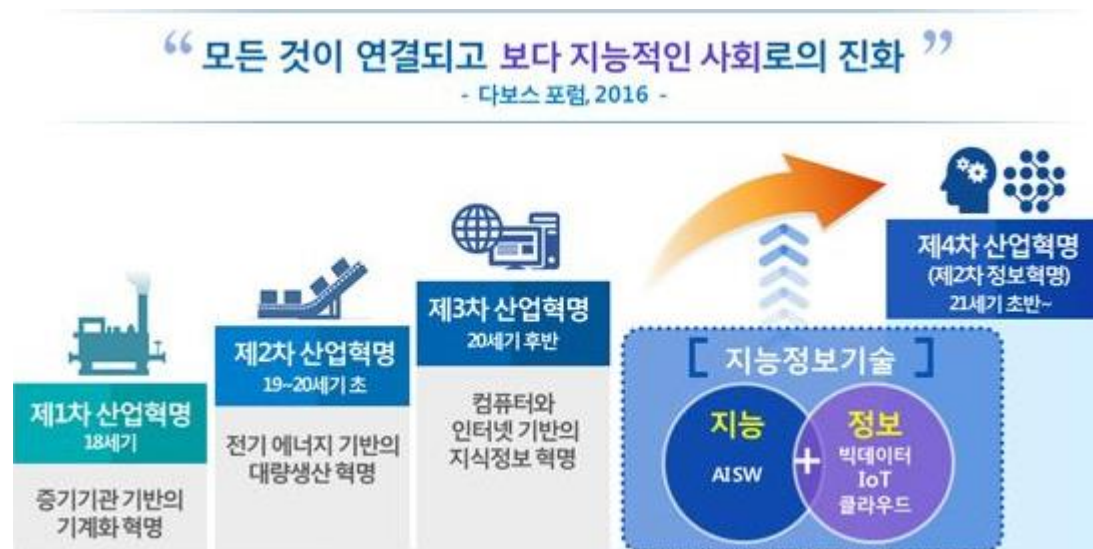 “ 모든 것이 연결되고 보다 지능적인 사회로의 진화 ”
- 다보스 포럼, 2016 -
제1차 산업혁명
18세기
증기기관 기반의
기계화 혁명
제2차 산업혁명
19~20세기 초
전기 에너지 기반의
대량생산 혁명
제3차 산업혁명
20세기 후반
컴퓨터와
인터넷 기반의
지식정보 혁명
제4차 산업혁명
(제2차 정보혁명)
21세기 초반~
[ 지능정보기술 ]
지능
AI SW
+
정보
빅데이터
IoT
클라우드